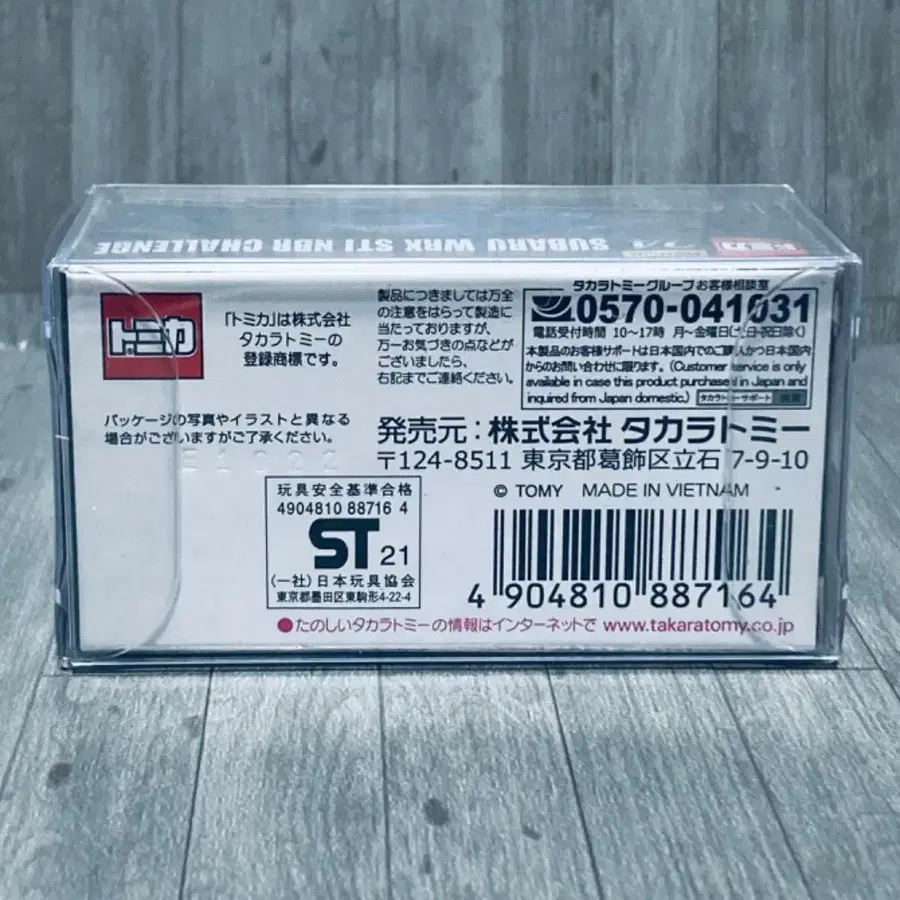 SUBARU WRX STI NBR CHALLENGE
トミカ
トミカ
「トミカ」は株式会社
タカラトミーの
登録商標です。
製品につきましては万全
の注意をはらって製造に
当たっておりますが、
万一お気づきの点などが
ございましたら、
右記までご連絡ください。
タカラトミーグループお客様相談室
0570-041031
電話受付時間 10〜17時 月〜金曜日(土・日・祝日除く)
本製品のお客様サポートは日本国内でのご購入かつ日本国内
からのお問い合わせに限ります。(Customer service is only
available in case this product purchased in Japan and
inquired from Japan domestic.) タカラトミーサポート 検索
パッケージの写真やイラストと異なる
場合がございますがご了承ください。
発売元:株式会社 タカラトミー
〒124-8511 東京都葛飾区立石 7-9-10
玩具安全基準合格
4904810 88716 4
ST 21
(一社)日本玩具協会
東京都墨田区東駒形4-22-4
© TOMY MADE IN VIETNAM
4 904810 887164
●たのしいタカラトミーの情報はインターネットで www.takaratomy.co.jp